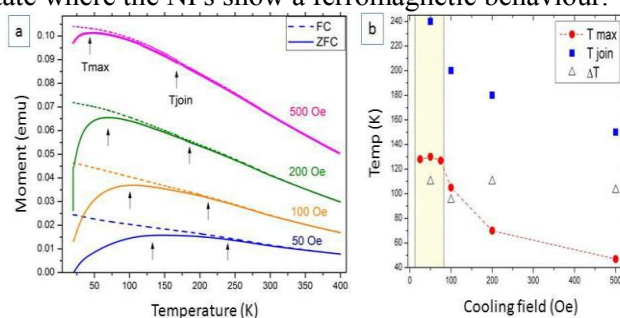 ate where the NPs show a ferromagnetic behaviour.
a
FC
ZFC
Tmax
Tjoin
500 Oe
200 Oe
100 Oe
50 Oe
Moment (emu)
0.10
0.09
0.08
0.07
0.06
0.05
0.04
0.03
0.02
0.01
0.00
50 100 150 200 250 300 350 400
Temperature (K)
b
T max
T join
ΔT
Temp (K)
240
220
200
180
160
140
120
100
80
60
40
0 100 200 300 400 500
Cooling field (Oe)